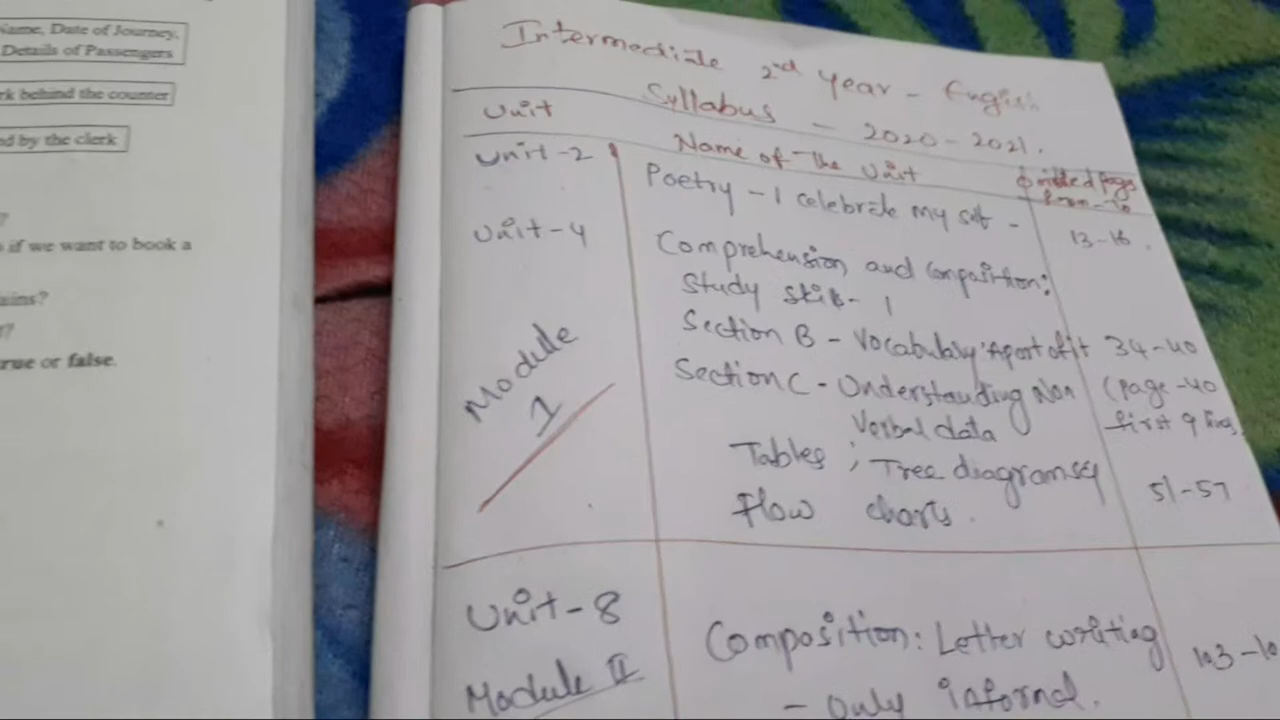 Name, Date of Journey,
Details of Passengers
rk behind the counter
ed by the clerk
?
if we want to book a
ains?
?
rue or false.
Intermediate 2nd Year - English
Syllabus - 2020-2021.
Unit
Name of the Unit
Omitted pages
From - To
Unit-2
Poetry - I celebrate my self -
13-16.
Unit-4
Comprehension and Composition:
Study skills - 1
Section B - Vocabulary: A part of it
34-40
Section C - Understanding Non
(Page-40
Verbal data
first 9 lines
Tables ; Tree diagrams
Flow charts.
51-57
Module
1
Unit-8
Composition: Letter writing
103-10
Module II
- Only informal.